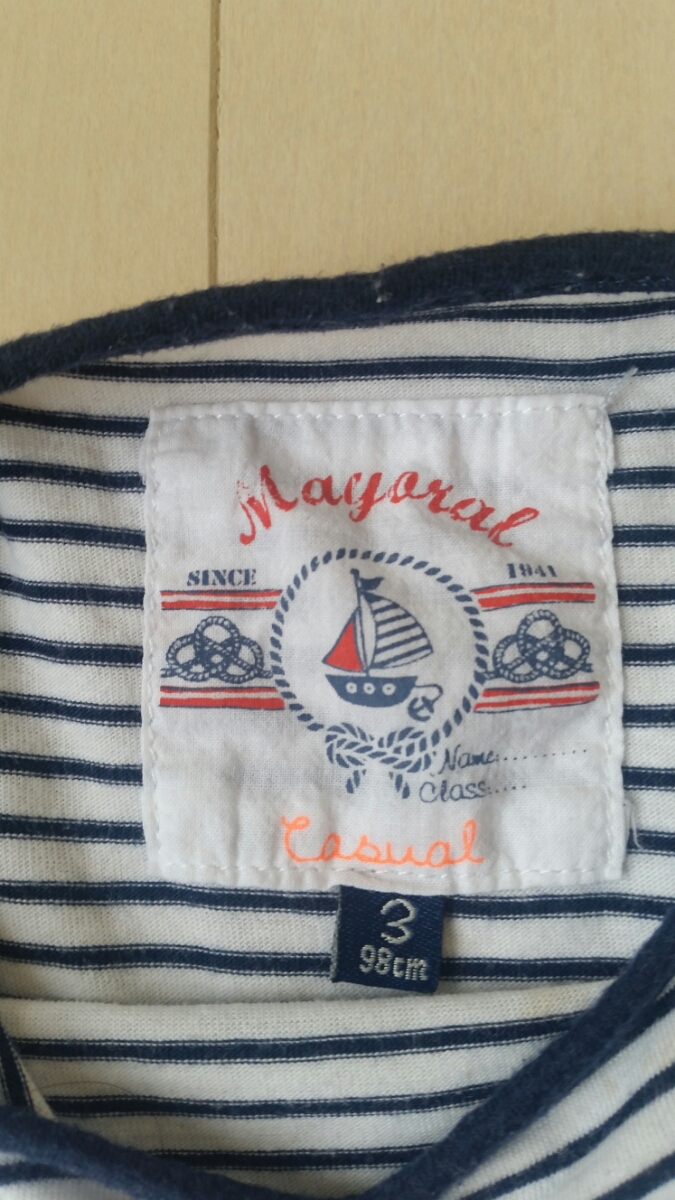 Mayoral
SINCE 1941
Name..........
Class.....
Casual
3
98cm